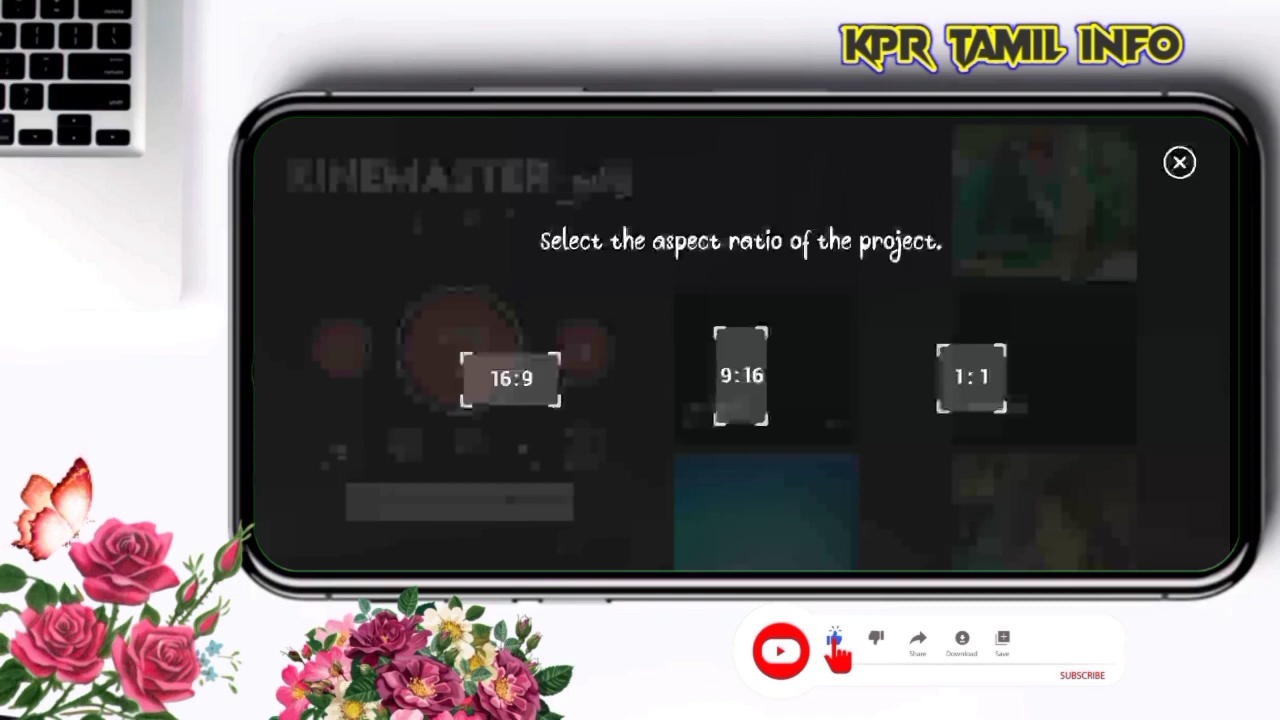 KPR TAMIL INFO
KINEMASTER
Select the aspect ratio of the project.
16:9
9:16
1:1
Share
Download
Save
SUBSCRIBE